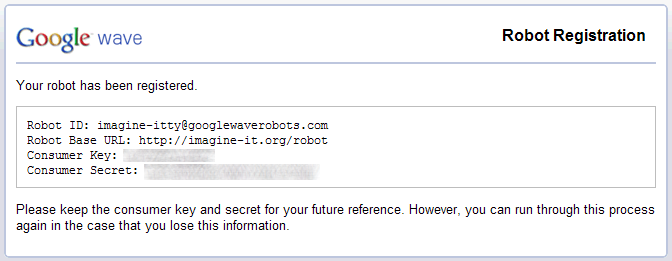 Google wave
Robot Registration
Your robot has been registered.
Robot ID: imagine-itty@googlewaverobots.com
Robot Base URL: http://imagine-it.org/robot
Consumer Key:
Consumer Secret:
Please keep the consumer key and secret for your future reference. However, you can run through this process
again in the case that you lose this information.